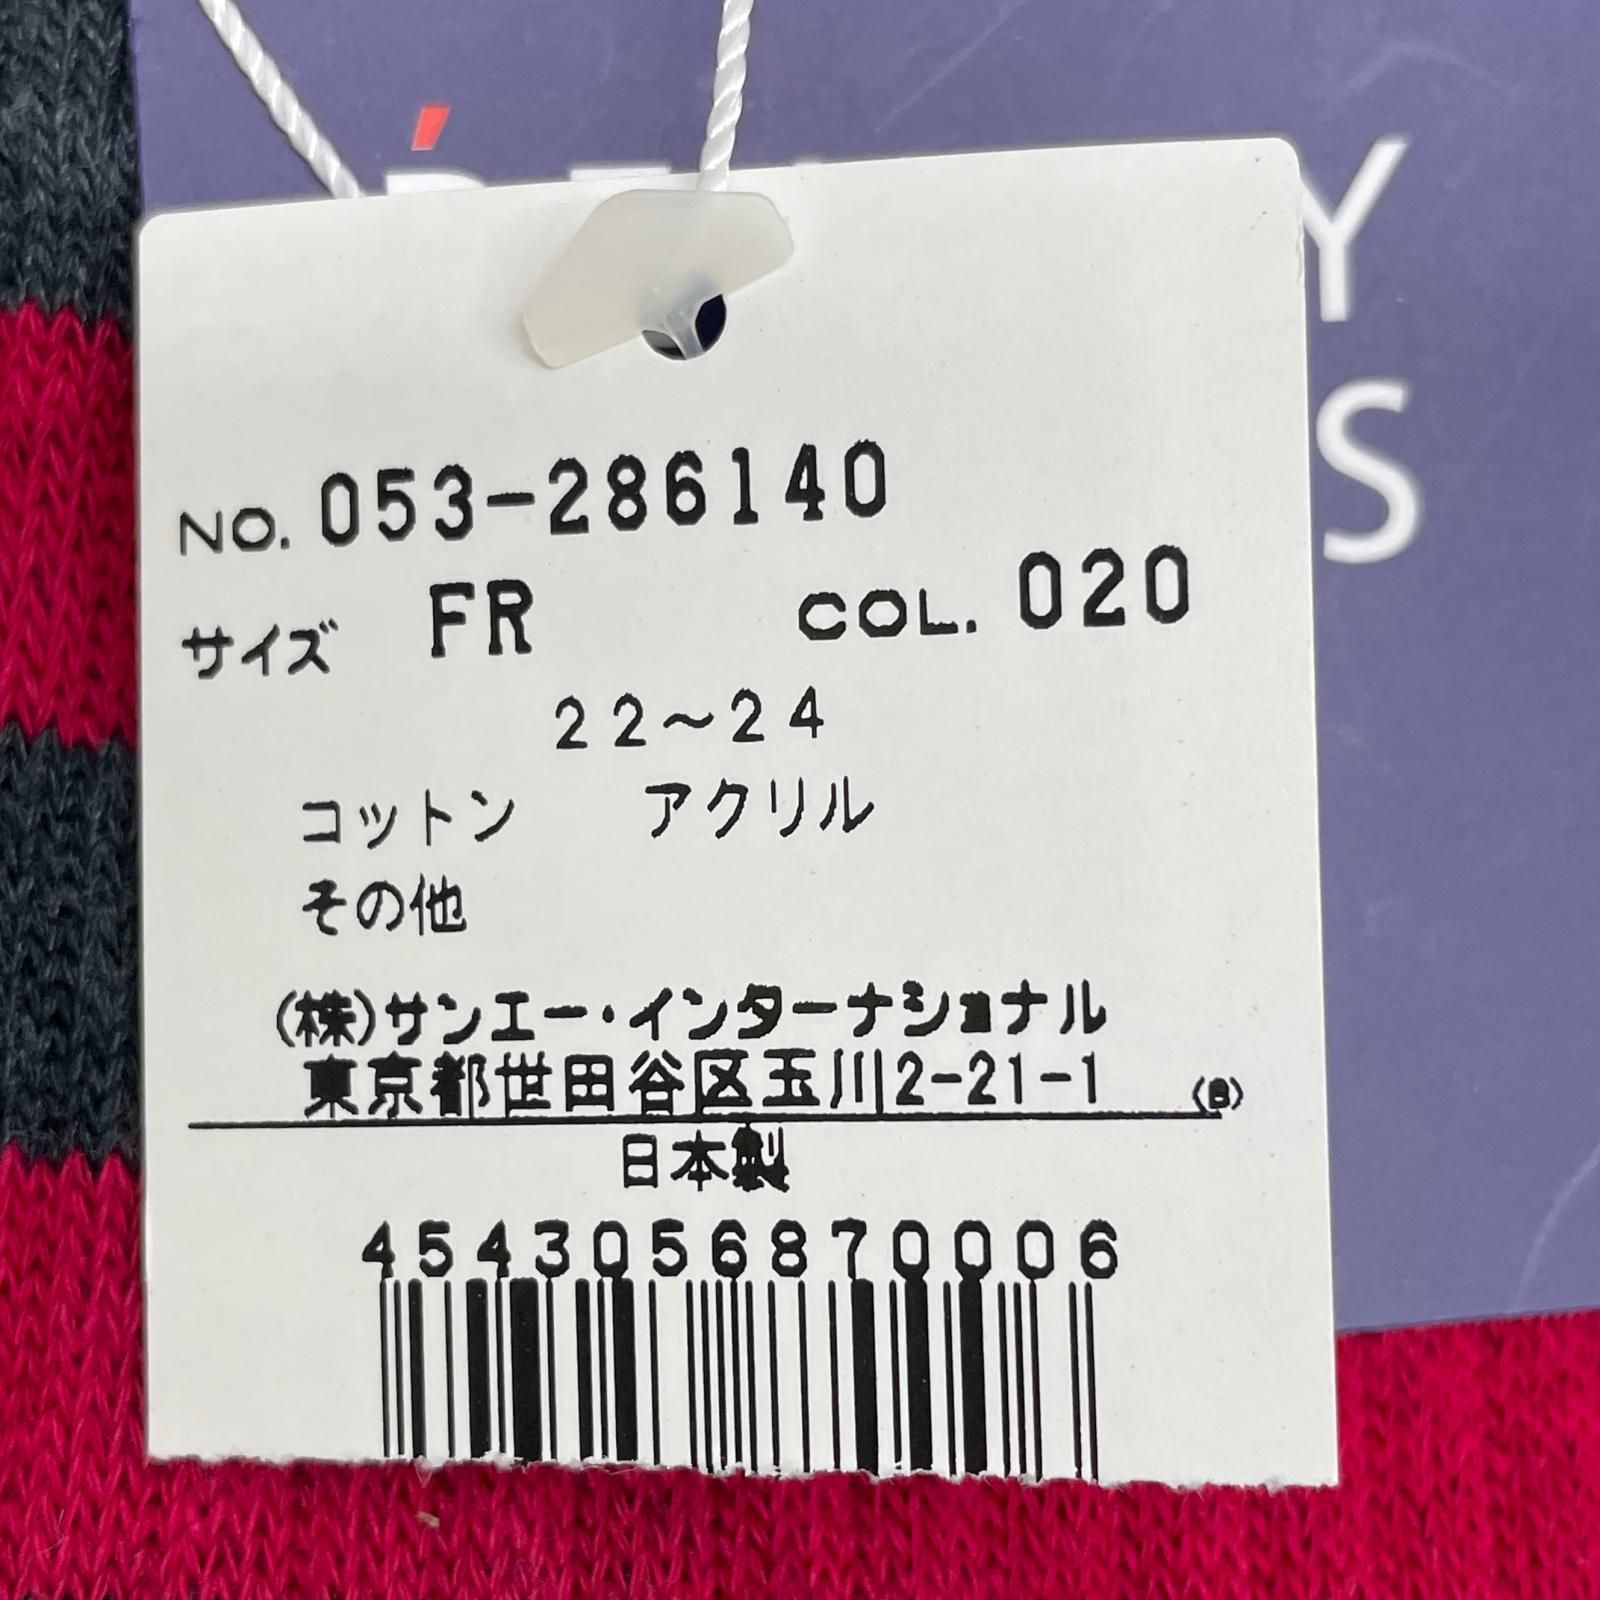 Y
S
NO. 053-286140
サイズ FR COL. 020
22~24
コットン アクリル
その他
(株)サンエー・インターナショナル
東京都世田谷区玉川2-21-1 (B)
日本製
4543056870006